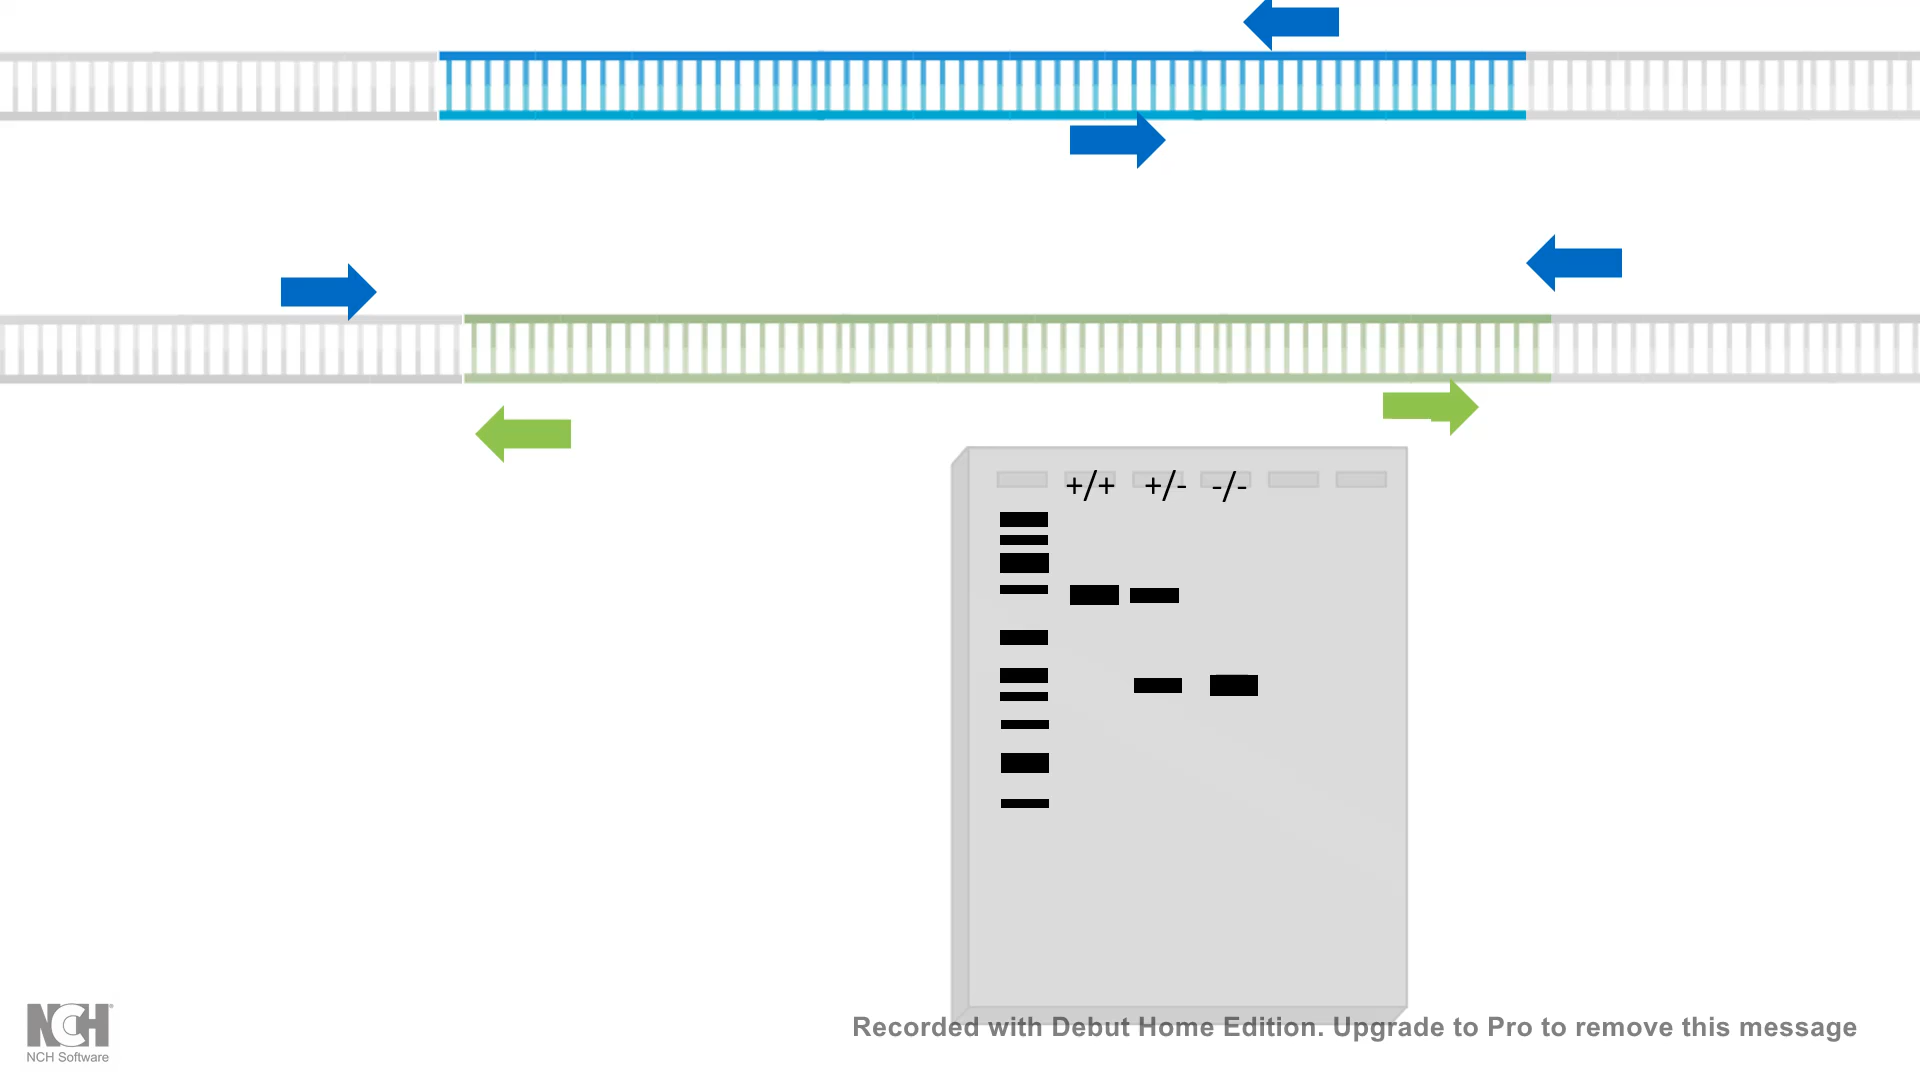 +/+ +/- -/-
NCH
NCH Software
Recorded with Debut Home Edition. Upgrade to Pro to remove this message